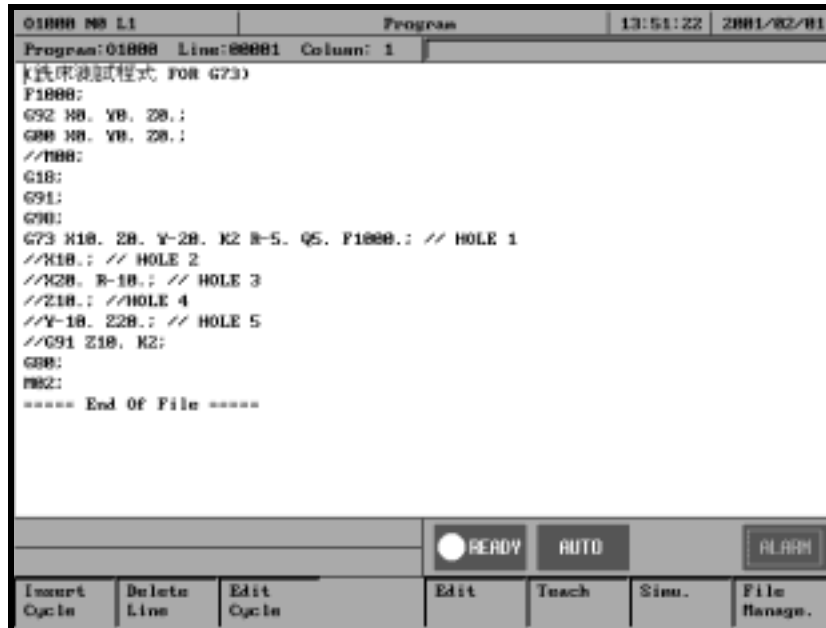 O1000 N0 L1 Program 13:51:22 2001/02/01
Program:O1000 Line:00001 Column: 1
(銑床測試程式 FOR G73)
F1000;
G92 X0. Y0. Z0.;
G00 X0. Y0. Z0.;
//M00;
G18;
G91;
G98;
G73 X10. Z0. Y-20. K2 R-5. Q5. F1000.; // HOLE 1
//X10.; // HOLE 2
//X20. R-10.; // HOLE 3
//Z10.; //HOLE 4
//Y-10. Z20.; // HOLE 5
//G91 Z10. K2;
G80;
M02;
===== End Of File =====
READY AUTO ALARM
Insert Cycle
Delete Line
Edit Cycle
Edit
Teach
Simu.
File Manage.